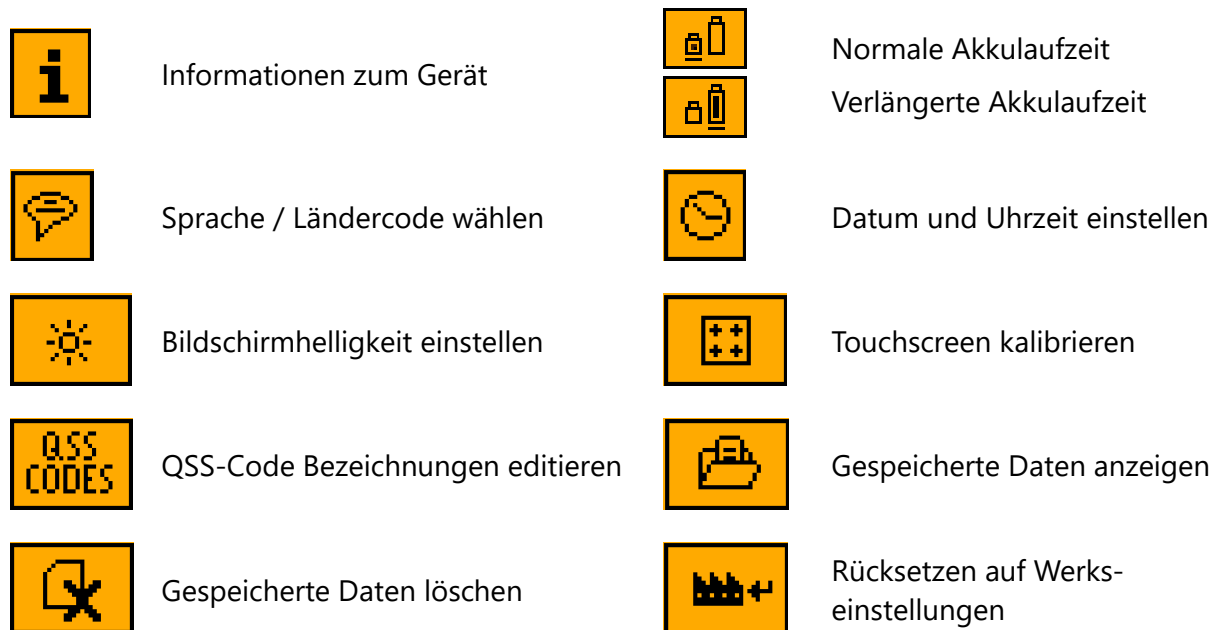 i
Informationen zum Gerät
Normale Akkulaufzeit
Verlängerte Akkulaufzeit
Sprache / Ländercode wählen
Datum und Uhrzeit einstellen
Bildschirmhelligkeit einstellen
Touchscreen kalibrieren
QSS
CODES
QSS-Code Bezeichnungen editieren
Gespeicherte Daten anzeigen
Gespeicherte Daten löschen
Rücksetzen auf Werks-
einstellungen